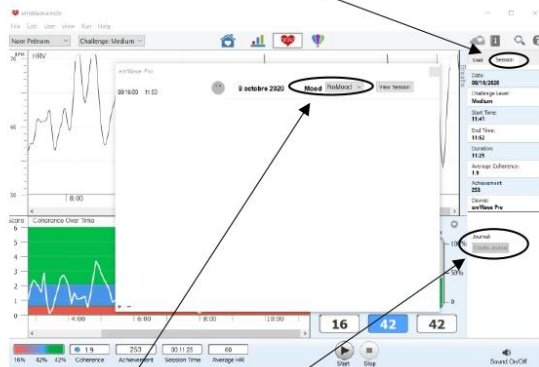 File Edit User View Run Help
Nom Prénom Challenge: Medium
BPM HRV
70
60
50
8:00
emWave Pro
08/10/20 11:52
8 octobre 2020
Mood NoMood View Session
User Session
Date:
08/10/2020
Challenge Level:
Medium
Start Time:
11:41
End Time:
11:52
Duration:
11:25
Average Coherence:
1.9
Achievement:
253
Device:
emWave Pro
Journal:
Create Journal
Score Coherence Over Time
6
5
4
3
2
1
0
4:00 6:00 8:00 10:00
100%
50%
0
16 42 42
16% 42% 42%
1.9 Coherence
253 Achievement
00:11:25 Session Time
60 Average HR
Start Stop
Sound On/Off